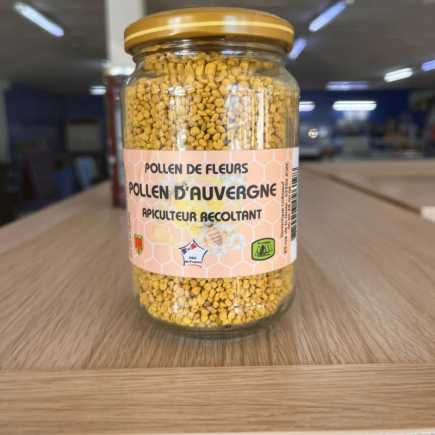 POLLEN DE FLEURS
POLLEN D'AUVERGNE
APICULTEUR RECOLTANT